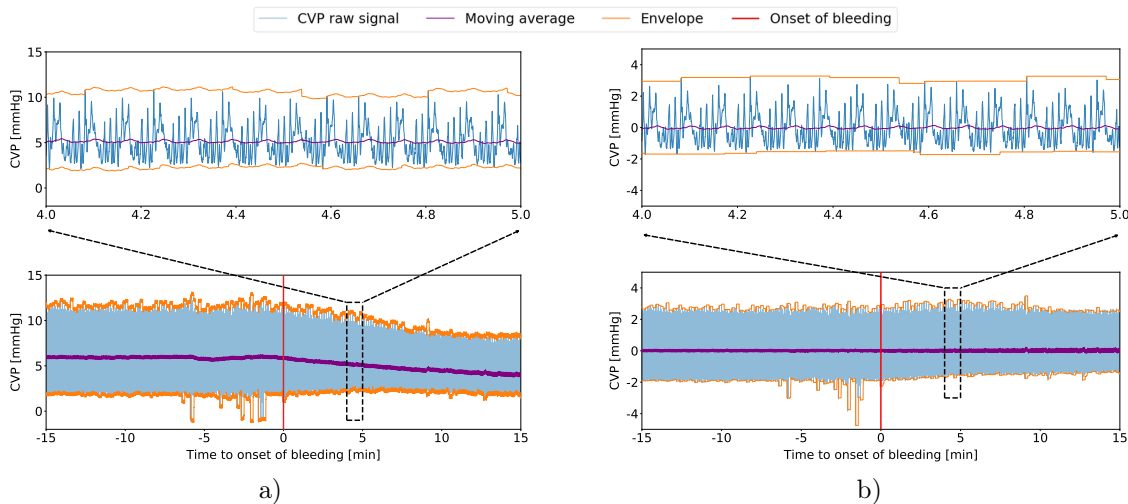 CVP raw signal Moving average Envelope Onset of bleeding
15
10
5
0
CVP [mmHg]
4.0 4.2 4.4 4.6 4.8 5.0
4
2
0
-2
-4
CVP [mmHg]
4.0 4.2 4.4 4.6 4.8 5.0
15
10
5
0
CVP [mmHg]
-15 -10 -5 0 5 10 15
Time to onset of bleeding [min]
a)
4
2
0
-2
-4
CVP [mmHg]
-15 -10 -5 0 5 10 15
Time to onset of bleeding [min]
b)